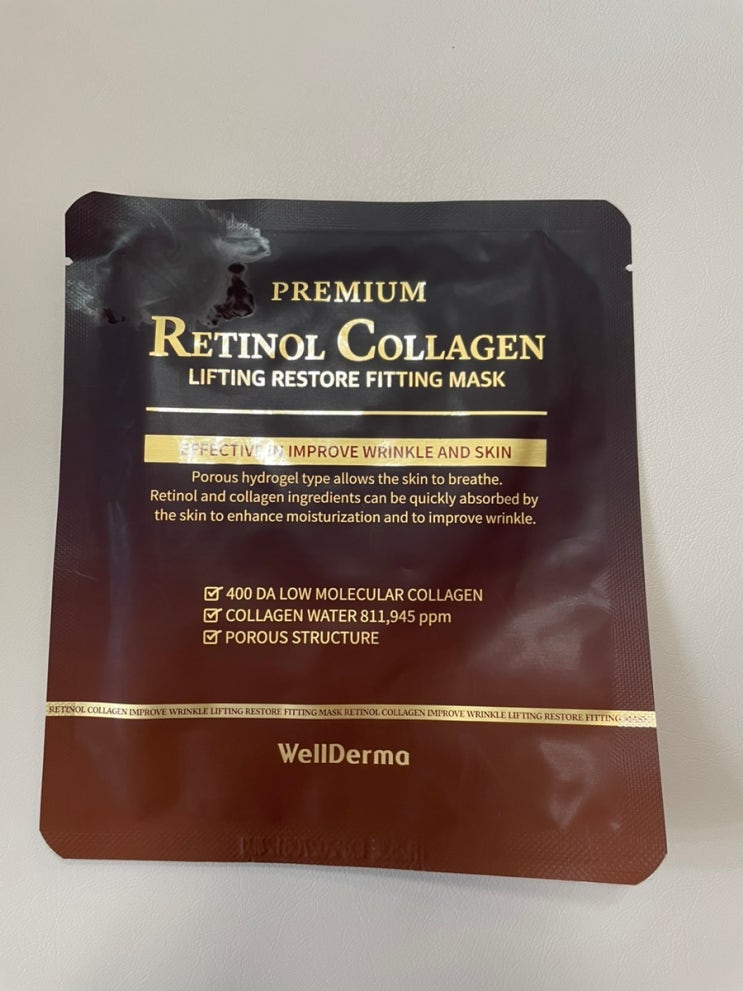 PREMIUM
RETINOL COLLAGEN
LIFTING RESTORE FITTING MASK
EFFECTIVE IN IMPROVE WRINKLE AND SKIN
Porous hydrogel type allows the skin to breathe.
Retinol and collagen ingredients can be quickly absorbed by
the skin to enhance moisturization and to improve wrinkle.
400 DA LOW MOLECULAR COLLAGEN
COLLAGEN WATER 811,945 ppm
POROUS STRUCTURE
RETINOL COLLAGEN IMPROVE WRINKLE LIFTING RESTORE FITTING MASK RETINOL COLLAGEN IMPROVE WRINKLE LIFTING RESTORE FITTING MASK
WellDerma